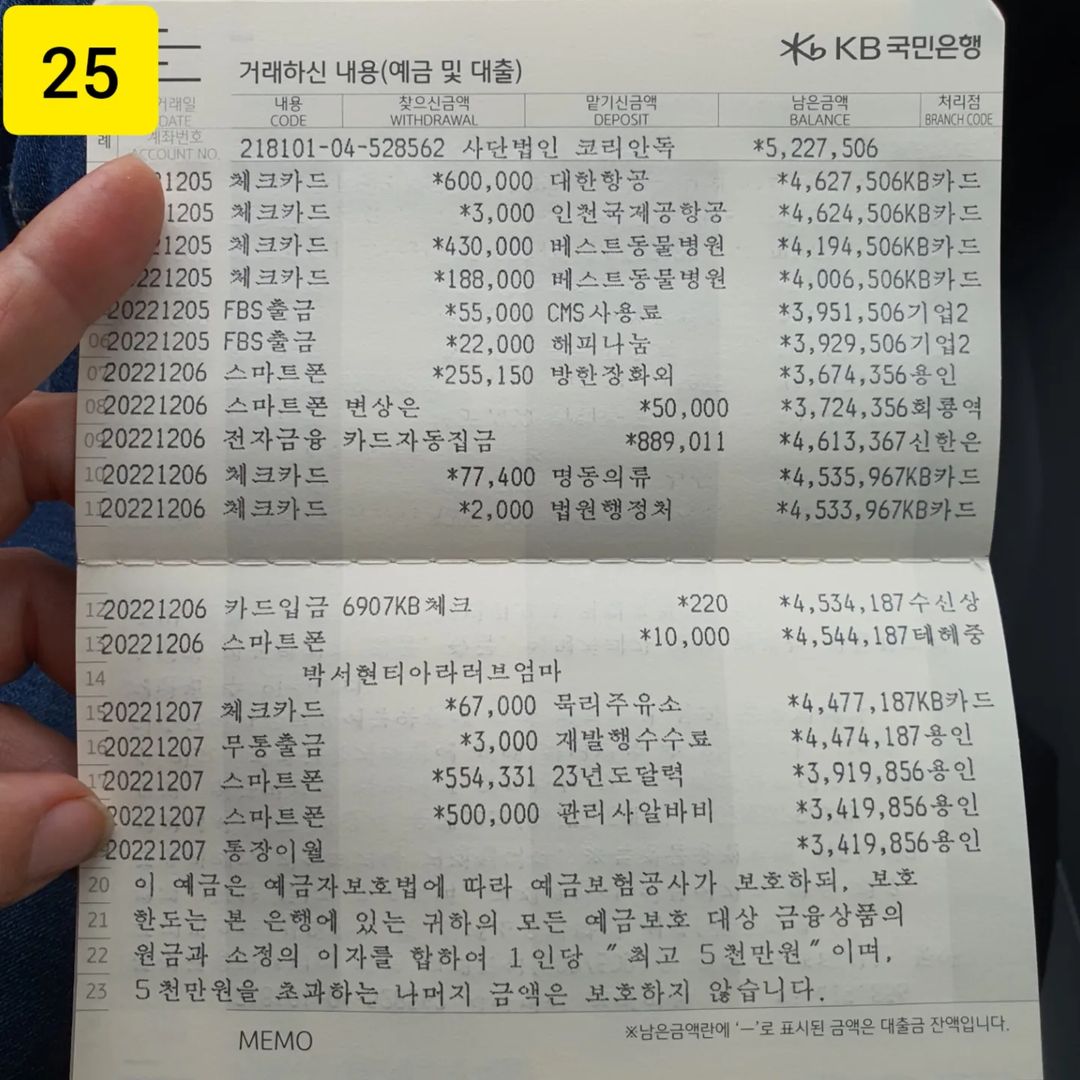 25
KB국민은행
거래하신 내용(예금 및 대출)
거래일 내용 찾으신금액 맡기신금액 남은금액 처리점
DATE CODE WITHDRAWAL DEPOSIT BALANCE BRANCH CODE
계좌번호
ACCOUNT NO. 218101-04-528562 사단법인 코리안독 *5,227,506
1205 체크카드 *600,000 대한항공 *4,627,506KB카드
1205 체크카드 *3,000 인천국제공항공 *4,624,506KB카드
1205 체크카드 *430,000 베스트동물병원 *4,194,506KB카드
1205 체크카드 *188,000 베스트동물병원 *4,006,506KB카드
20221205 FBS출금 *55,000 CMS사용료 *3,951,506기업2
06 20221205 FBS출금 *22,000 해피나눔 *3,929,506기업2
07 20221206 스마트폰 *255,150 방한장화외 *3,674,356용인
08 20221206 스마트폰 변상은 *50,000 *3,724,356회룡역
09 20221206 전자금융 카드자동집금 *889,011 *4,613,367신한은
10 20221206 체크카드 *77,400 명동의류 *4,535,967KB카드
11 20221206 체크카드 *2,000 법원행정처 *4,533,967KB카드
12 20221206 카드입금 6907KB체크 *220 *4,534,187수신상
13 20221206 스마트폰 *10,000 *4,544,187테헤중
14 박서현티아라러브엄마
15 20221207 체크카드 *67,000 묵리주유소 *4,477,187KB카드
16 20221207 무통출금 *3,000 재발행수수료 *4,474,187용인
17 20221207 스마트폰 *554,331 23년도달력 *3,919,856용인
20221207 스마트폰 *500,000 관리사알바비 *3,419,856용인
20221207 통장이월 *3,419,856용인
20 이 예금은 예금자보호법에 따라 예금보험공사가 보호하되, 보호
21 한도는 본 은행에 있는 귀하의 모든 예금보호 대상 금융상품의
22 원금과 소정의 이자를 합하여 1인당 "최고 5천만원"이며,
23 5천만원을 초과하는 나머지 금액은 보호하지 않습니다.
MEMO ※남은금액란에 '-'로 표시된 금액은 대출금 잔액입니다.